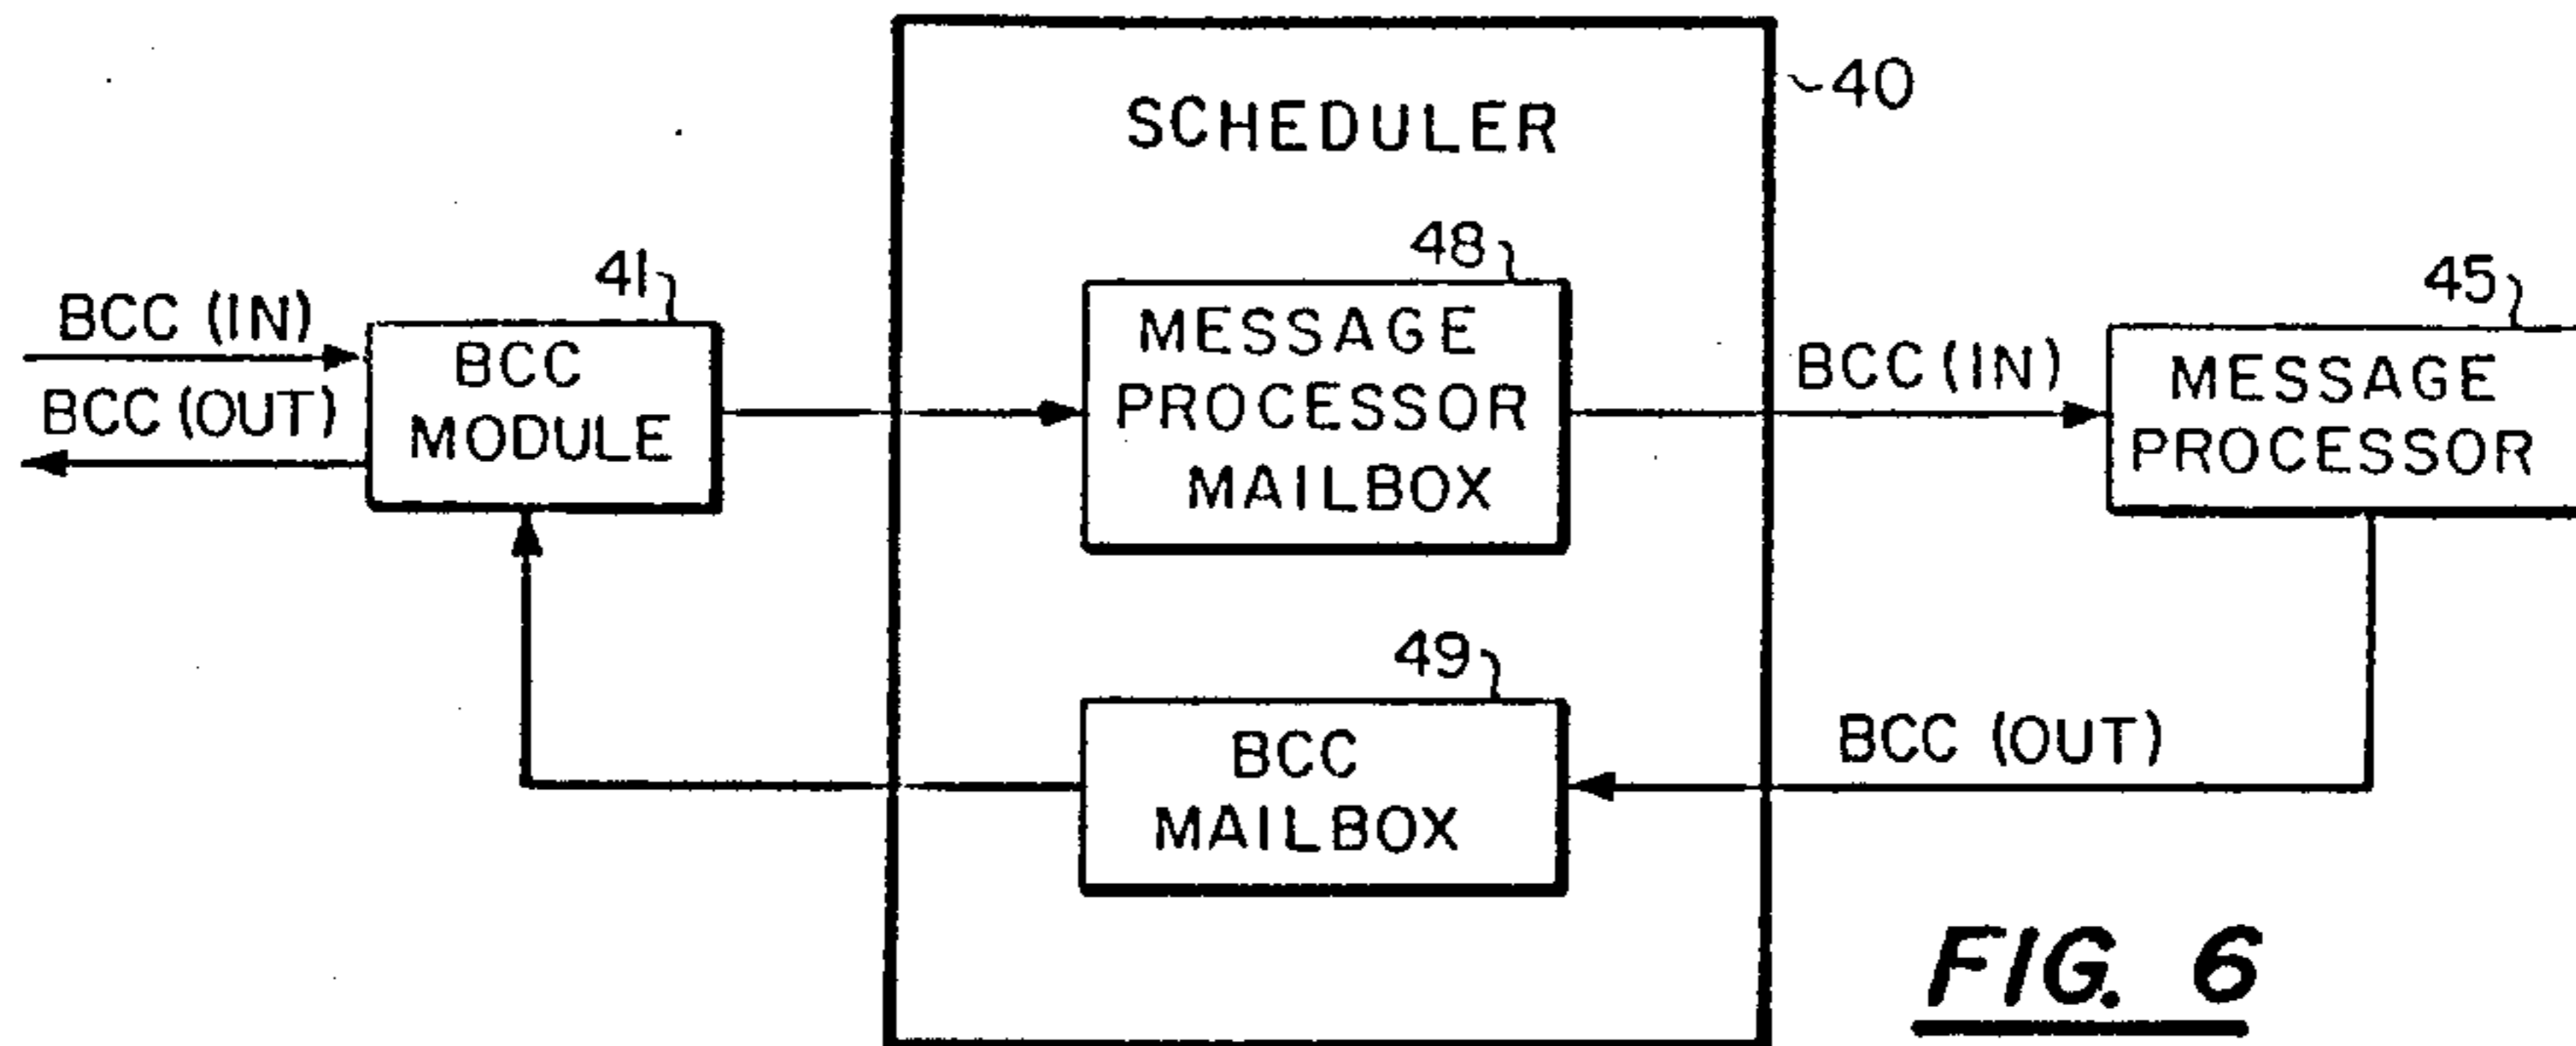 SCHEDULER
40
41
BCC (IN)
BCC (OUT)
BCC
MODULE
48
MESSAGE
PROCESSOR
MAILBOX
BCC (IN)
45
MESSAGE
PROCESSOR
49
BCC
MAILBOX
BCC (OUT)
FIG. 6